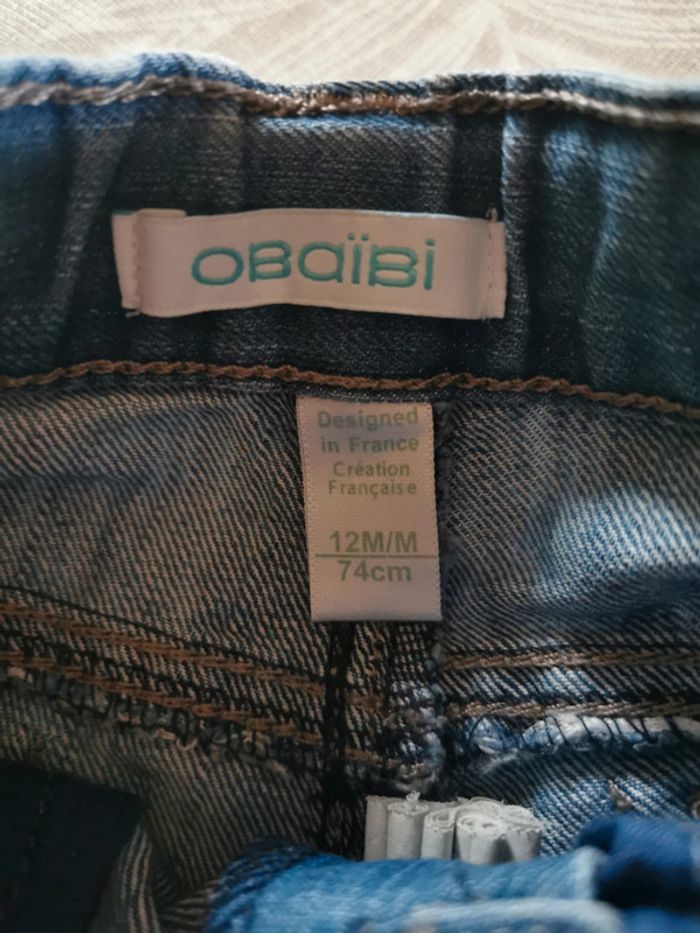 OBaïBi
Designed
in France
Création
Française
12M/M
74cm